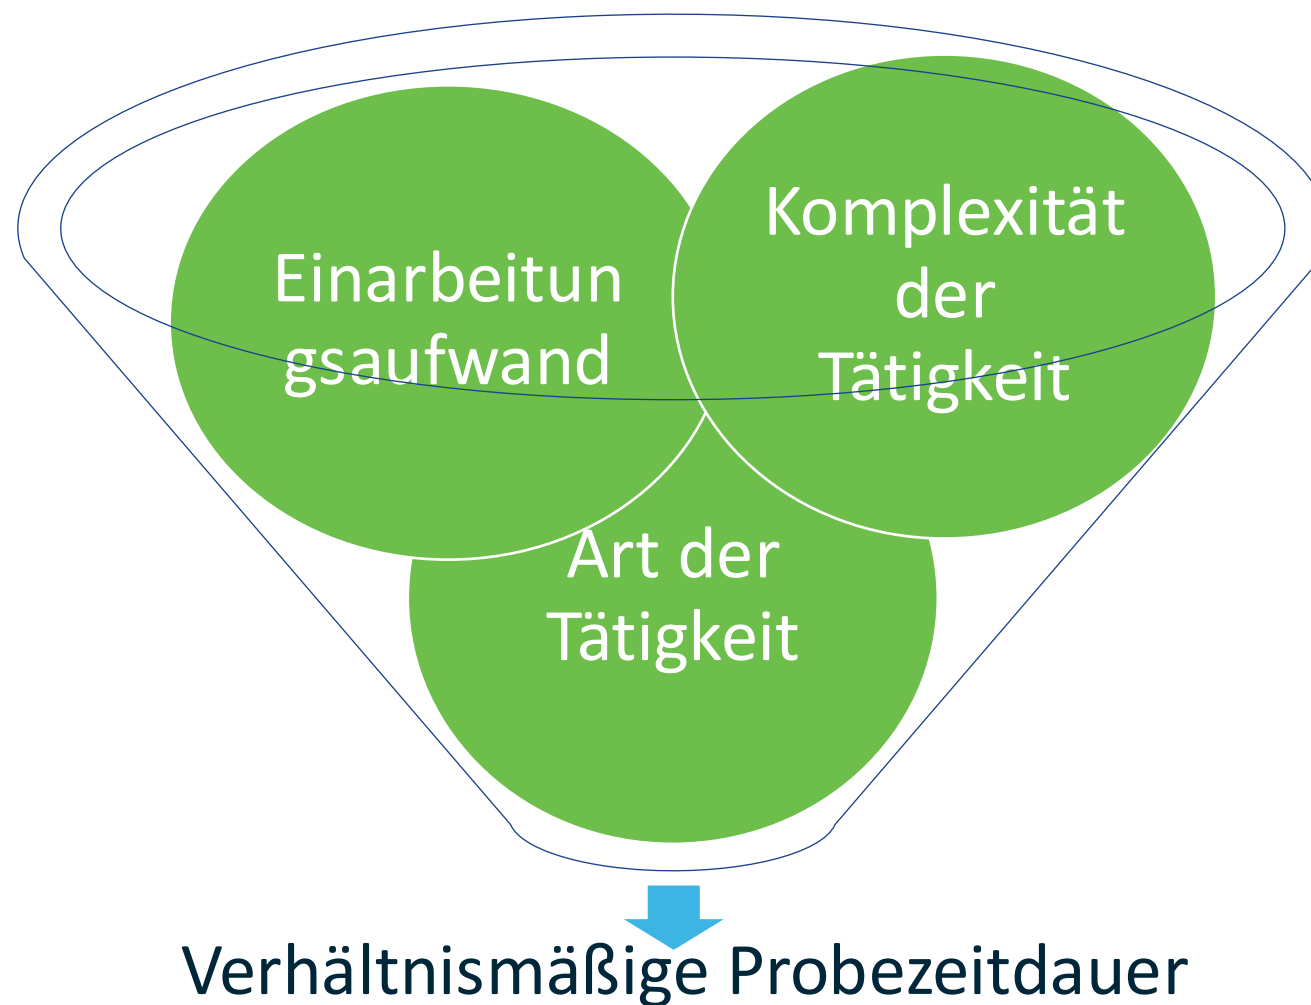 Einarbeitun
gsaufwand
Komplexität
der
Tätigkeit
Art der
Tätigkeit
Verhältnismäßige Probezeitdauer